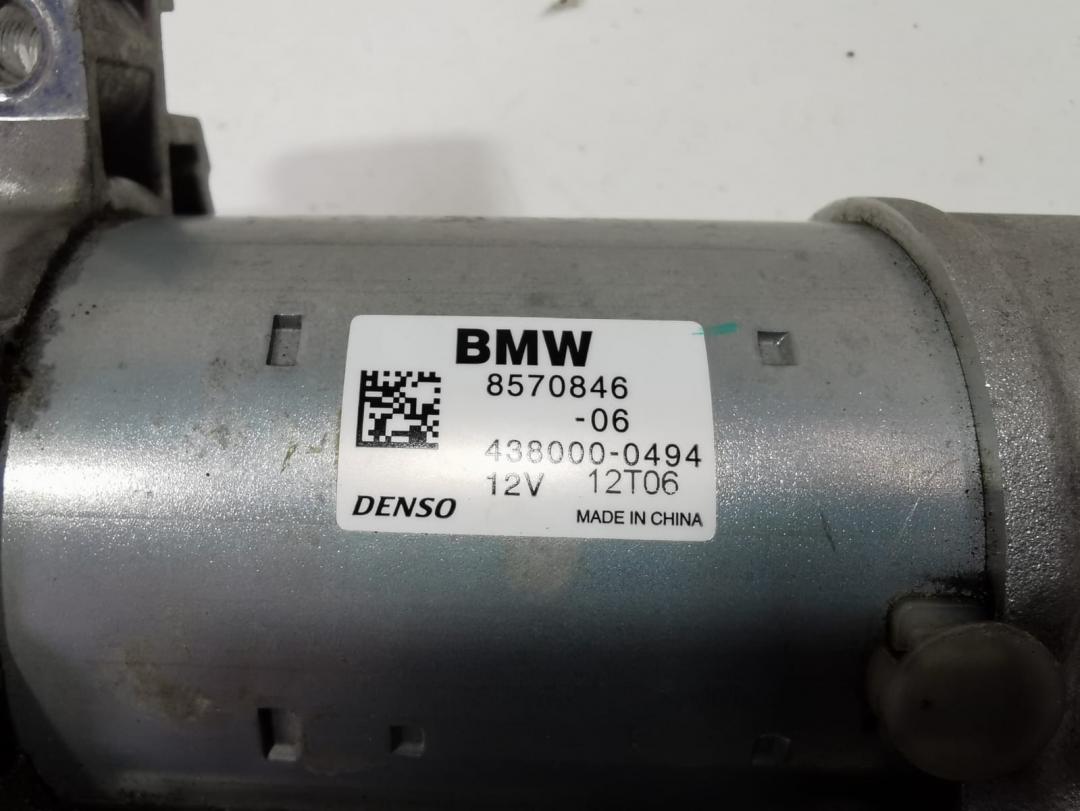 BMW
8570846
-06
438000-0494
12V 12T06
DENSO
MADE IN CHINA